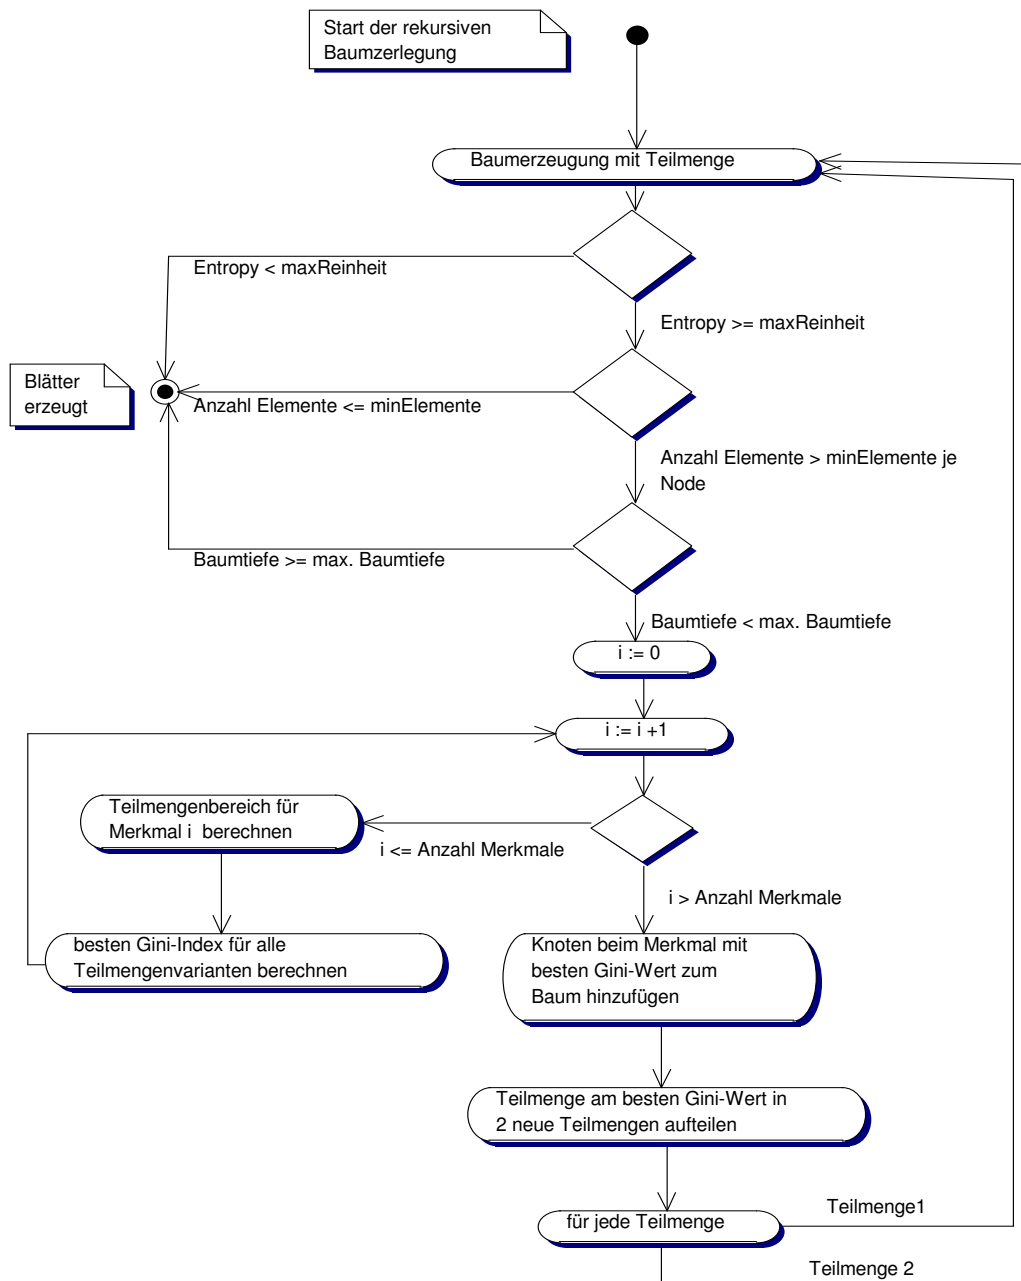 Start der rekursiven
Baumzerlegung
Baumerzeugung mit Teilmenge
Entropy < maxReinheit
Entropy >= maxReinheit
Blätter
erzeugt
Anzahl Elemente <= minElemente
Anzahl Elemente > minElemente je
Node
Baumtiefe >= max. Baumtiefe
Baumtiefe < max. Baumtiefe
i := 0
i := i +1
Teilmengenbereich für
Merkmal i berechnen
i <= Anzahl Merkmale
i > Anzahl Merkmale
besten Gini-Index für alle
Teilmengenvarianten berechnen
Knoten beim Merkmal mit
besten Gini-Wert zum
Baum hinzufügen
Teilmenge am besten Gini-Wert in
2 neue Teilmengen aufteilen
für jede Teilmenge
Teilmenge1
Teilmenge 2